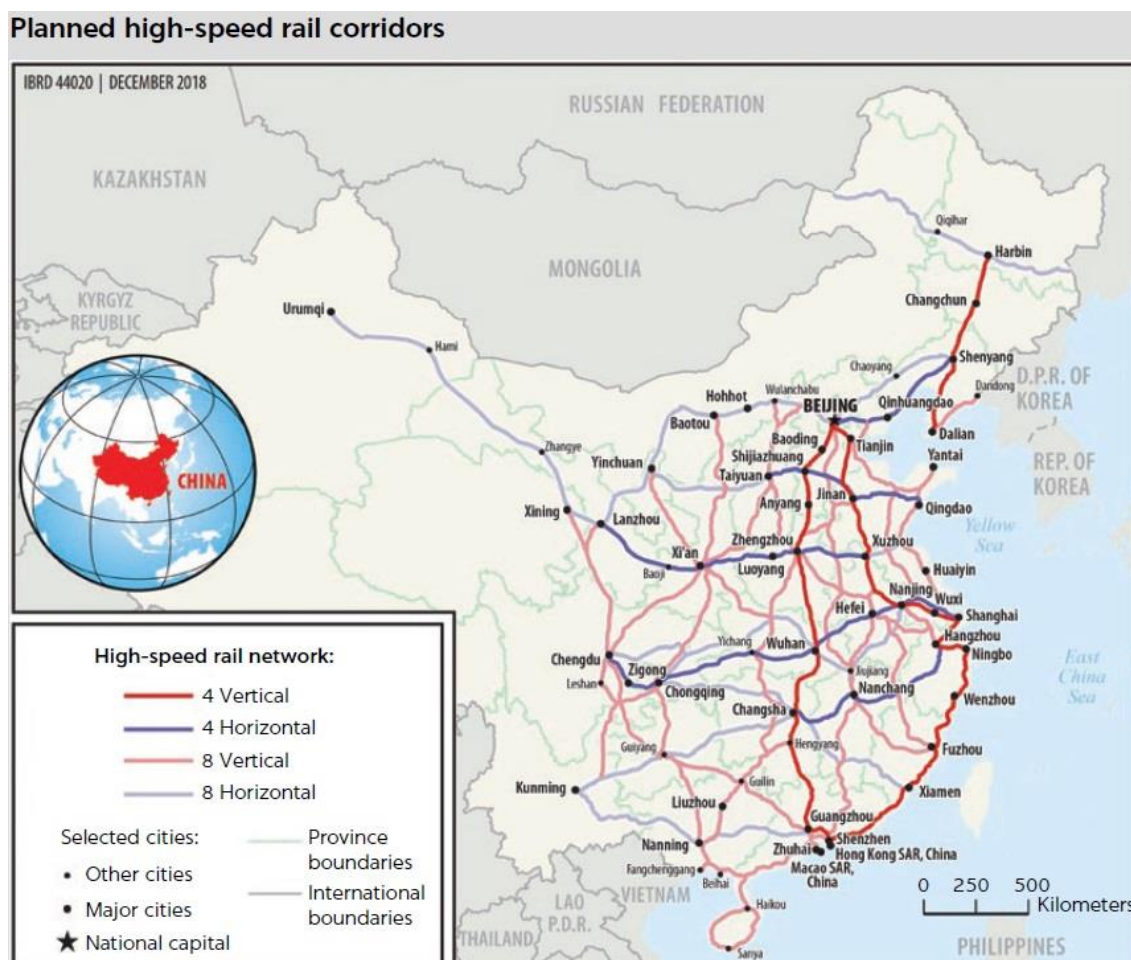 Planned high-speed rail corridors
IBRD 44020 | DECEMBER 2018
RUSSIAN FEDERATION
KAZAKHSTAN
MONGOLIA
KYRGYZ
REPUBLIC
Qiqihar
Harbin
Changchun
Urumqi
Hami
Shenyang
Chaoyang
D.P.R. OF
KOREA
Dandong
Wulanchabu
Hohhot
BEIJING
Qinhuangdao
Baotou
Dalian
Tianjin
Baoding
Shijiazhuang
Yantai
REP. OF
KOREA
Zhangye
Yinchuan
Taiyuan
CHINA
Jinan
Anyang
Qingdao
Xining
Lanzhou
Yellow
Sea
Zhengzhou
Xuzhou
Xi'an
Baoji
Luoyang
Huaiyin
Nanjing
Wuxi
Hefei
Shanghai
Hangzhou
Yichang
Wuhan
Ningbo
Chengdu
Zigong
Jiujiang
East
China
Sea
Leshan
Chongqing
Nanchang
Wenzhou
Changsha
Hengyang
Guiyang
Fuzhou
Guilin
Kunming
Xiamen
Liuzhou
Guangzhou
Shenzhen
Nanning
Zhuhai
Hong Kong SAR, China
Macao SAR,
China
Fangchenggang
Beihai
VIETNAM
LAO
P.D.R.
Haikou
THAILAND
Sanya
PHILIPPINES
0 250 500
Kilometers
High-speed rail network:
4 Vertical
4 Horizontal
8 Vertical
8 Horizontal
Selected cities:
Other cities
Major cities
National capital
Province
boundaries
International
boundaries